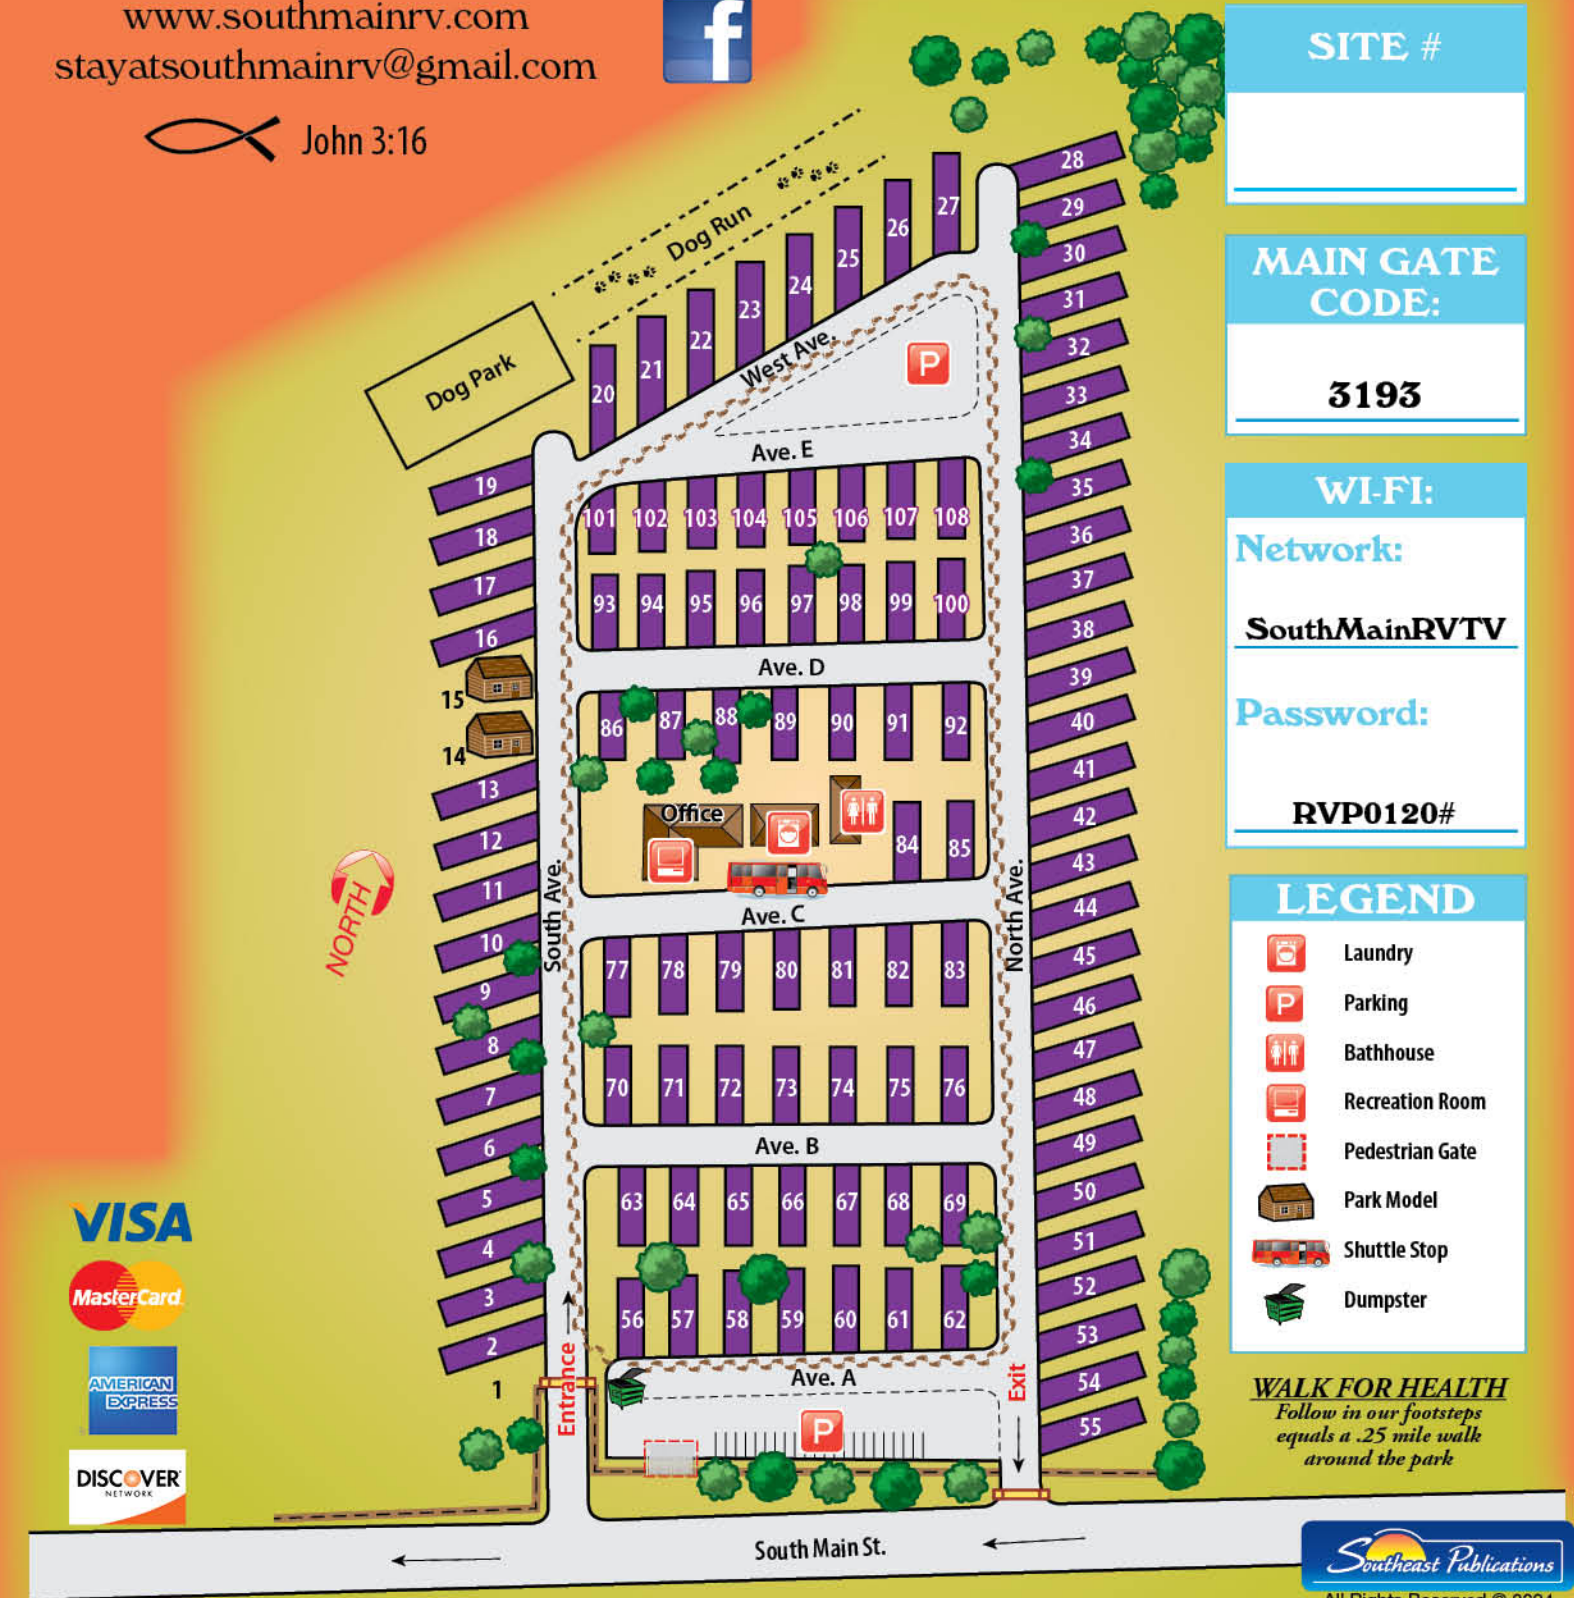 www.southmainrv.com
stayatsouthmainrv@gmail.com
f
John 3:16
SITE #
MAIN GATE
CODE:
3193
WI-FI:
Network:
SouthMainRVTV
Password:
RVP0120#
LEGEND
Laundry
P
Parking
Bathhouse
Recreation Room
Pedestrian Gate
Park Model
Shuttle Stop
Dumpster
WALK FOR HEALTH
Follow in our footsteps
equals a .25 mile walk
around the park
Southeast Publications
Dog Run
Dog Park
West Ave.
P
20
21
22
23
24
25
26
27
28
29
30
31
32
33
34
35
36
37
38
39
40
41
42
43
44
45
46
47
48
49
50
51
52
53
54
55
Ave. E
101 102 103 104 105 106 107 108
93 94 95 96 97 98 99 100
Ave. D
86 87 88 89 90 91 92
Office
84 85
Ave. C
77 78 79 80 81 82 83
70 71 72 73 74 75 76
Ave. B
63 64 65 66 67 68 69
56 57 58 59 60 61 62
Ave. A
P
19
18
17
16
15
14
13
12
11
10
9
8
7
6
5
4
3
2
1
South Ave.
North Ave.
Entrance
Exit
NORTH
South Main St.
VISA
MasterCard
AMERICAN
EXPRESS
DISCOVER
NETWORK